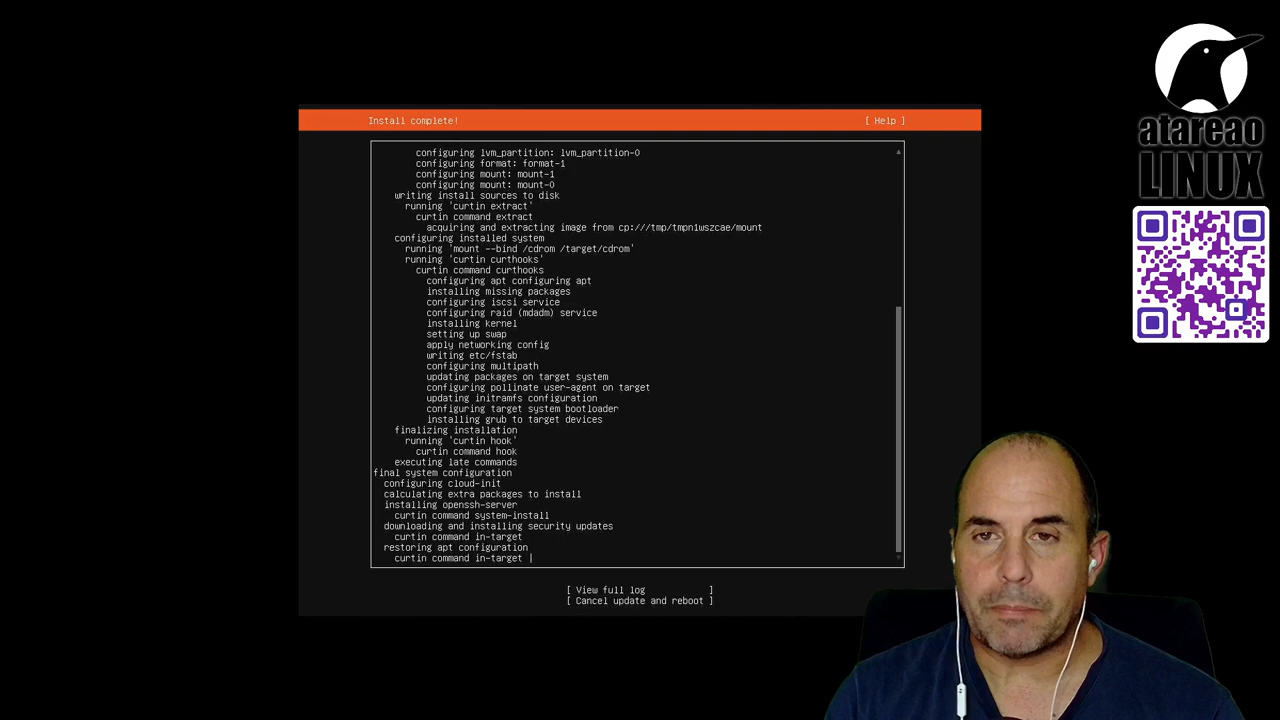 Install complete!
[ Help ]
configuring lvm_partition: lvm_partition-0
configuring format: format-1
configuring mount: mount-1
configuring mount: mount-0
writing install sources to disk
running 'curtin extract'
curtin command extract
acquiring and extracting image from cp:///tmp/tmpn1wszcae/mount
configuring installed system
running 'mount --bind /cdrom /target/cdrom'
running 'curtin curthooks'
curtin command curthooks
configuring apt configuring apt
installing missing packages
configuring iscsi service
configuring raid (mdadm) service
installing kernel
setting up swap
apply networking config
writing etc/fstab
configuring multipath
updating packages on target system
configuring pollinate user-agent on target
updating initramfs configuration
configuring target system bootloader
installing grub to target devices
finalizing installation
running 'curtin hook'
curtin command hook
executing late commands
final system configuration
configuring cloud-init
calculating extra packages to install
installing openssh-server
curtin command system-install
downloading and installing security updates
curtin command in-target
restoring apt configuration
curtin command in-target |
[ View full log ]
[ Cancel update and reboot ]
atareao
LINUX